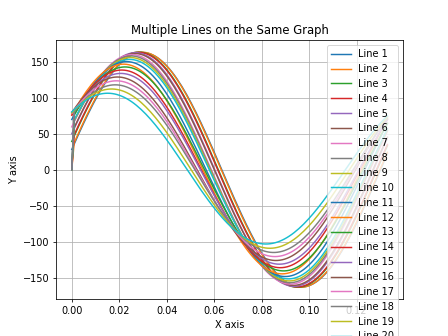 Multiple Lines on the Same Graph
Y axis
150
100
50
0
−50
−100
−150
0.00
0.02
0.04
0.06
0.08
0.10
X axis
Line 1
Line 2
Line 3
Line 4
Line 5
Line 6
Line 7
Line 8
Line 9
Line 10
Line 11
Line 12
Line 13
Line 14
Line 15
Line 16
Line 17
Line 18
Line 19
Line 20